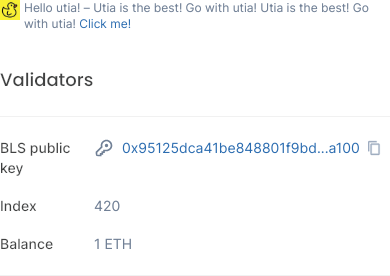 Hello utia! – Utia is the best! Go with utia! Utia is the best! Go
with utia! Click me!
Validators
BLS public
key
0x95125dca41be848801f9bd...a100
Index
420
Balance
1 ETH